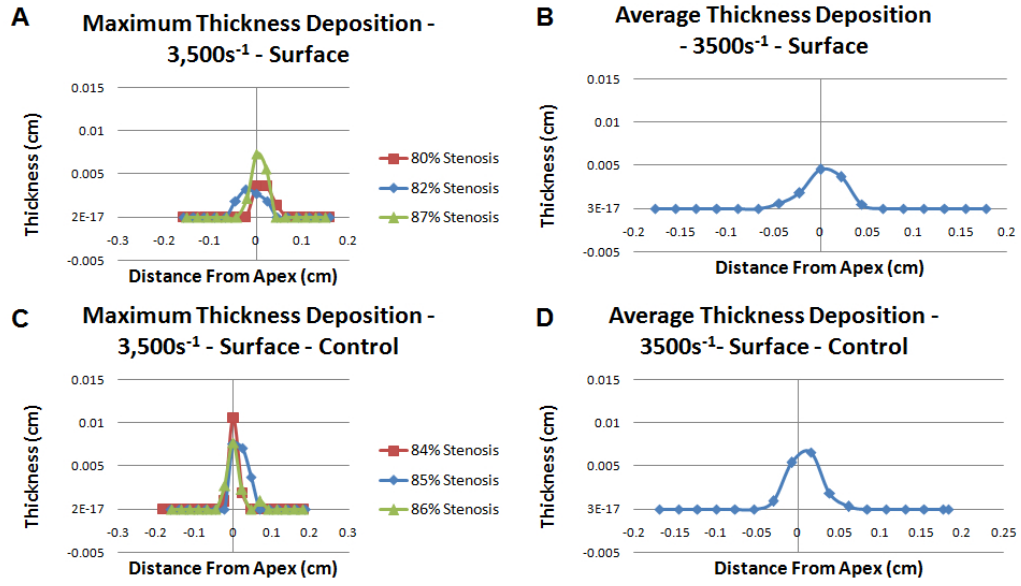 A
Maximum Thickness Deposition -
3,500s⁻¹ - Surface
Thickness (cm)
0.015
0.01
0.005
2E-17
-0.005
-0.3
-0.2
-0.1
0
0.1
0.2
Distance From Apex (cm)
80% Stenosis
82% Stenosis
87% Stenosis
B
Average Thickness Deposition
- 3500s⁻¹ - Surface
Thickness (cm)
0.015
0.01
0.005
3E-17
-0.005
-0.2
-0.15
-0.1
-0.05
0
0.05
0.1
0.15
0.2
Distance From Apex (cm)
C
Maximum Thickness Deposition -
3,500s⁻¹ - Surface - Control
Thickness (cm)
0.015
0.01
0.005
2E-17
-0.005
-0.3
-0.2
-0.1
0
0.1
0.2
0.3
Distance From Apex (cm)
84% Stenosis
85% Stenosis
86% Stenosis
D
Average Thickness Deposition -
3500s⁻¹- Surface - Control
Thickness (cm)
0.015
0.01
0.005
3E-17
-0.005
-0.2
-0.15
-0.1
-0.05
0
0.05
0.1
0.15
0.2
0.25
Distance From Apex (cm)